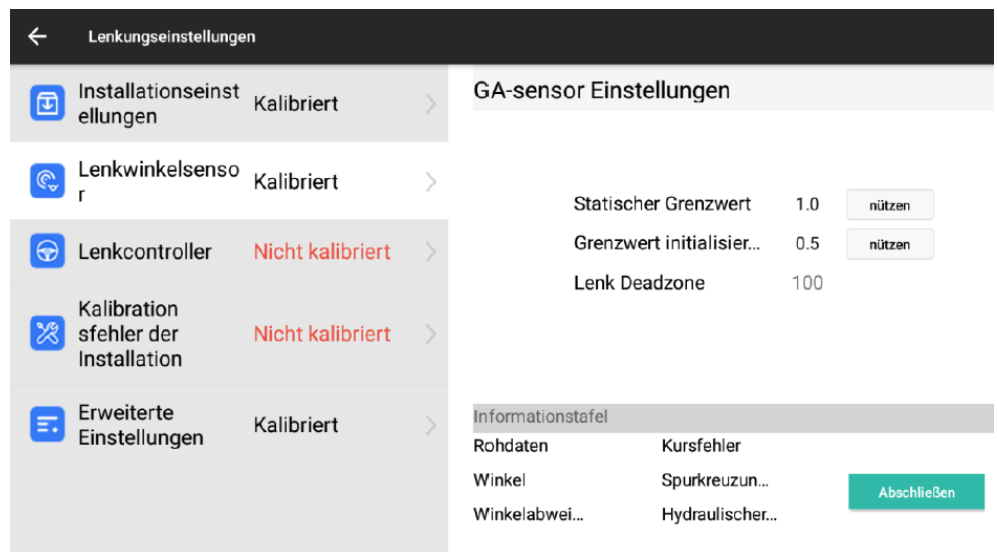 Lenkungseinstellungen
Installationseinst
ellungen
Kalibriert
Lenkwinkelsenso
r
Kalibriert
Lenkcontroller
Nicht kalibriert
Kalibration
sfehler der
Installation
Nicht kalibriert
Erweiterte
Einstellungen
Kalibriert
GA-sensor Einstellungen
Statischer Grenzwert 1.0 nützen
Grenzwert initialisier... 0.5 nützen
Lenk Deadzone 100
Informationstafel
Rohdaten Kursfehler
Winkel Spurkreuzun...
Winkelabwei... Hydraulischer...
Abschließen